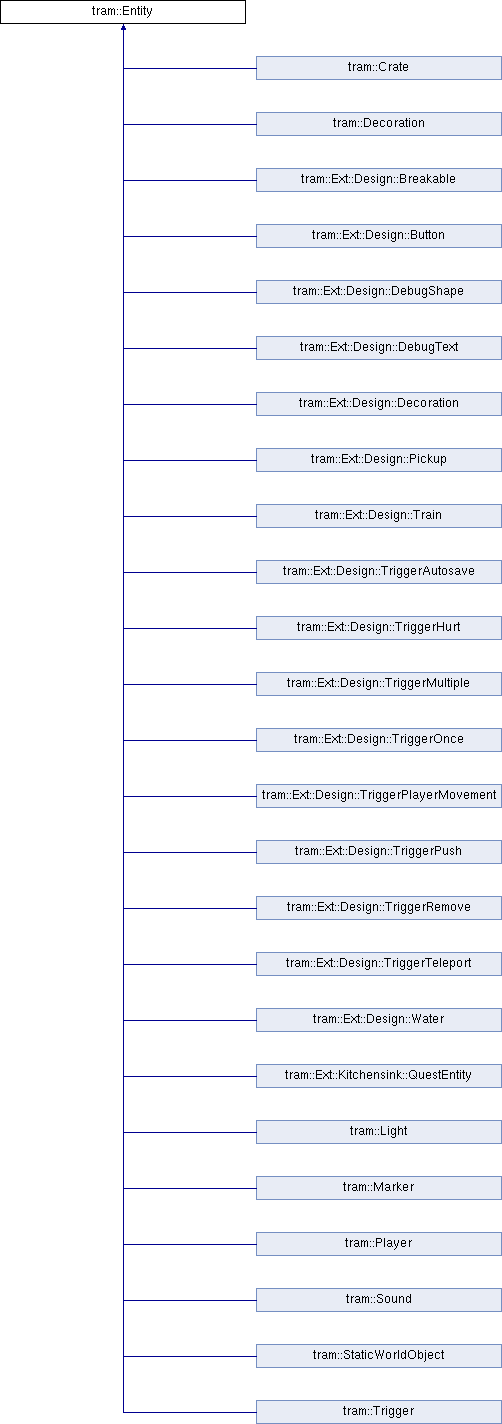 tram::Entity
tram::Crate
tram::Decoration
tram::Ext::Design::Breakable
tram::Ext::Design::Button
tram::Ext::Design::DebugShape
tram::Ext::Design::DebugText
tram::Ext::Design::Decoration
tram::Ext::Design::Pickup
tram::Ext::Design::Train
tram::Ext::Design::TriggerAutosave
tram::Ext::Design::TriggerHurt
tram::Ext::Design::TriggerMultiple
tram::Ext::Design::TriggerOnce
tram::Ext::Design::TriggerPlayerMovement
tram::Ext::Design::TriggerPush
tram::Ext::Design::TriggerRemove
tram::Ext::Design::TriggerTeleport
tram::Ext::Design::Water
tram::Ext::Kitchensink::QuestEntity
tram::Light
tram::Marker
tram::Player
tram::Sound
tram::StaticWorldObject
tram::Trigger